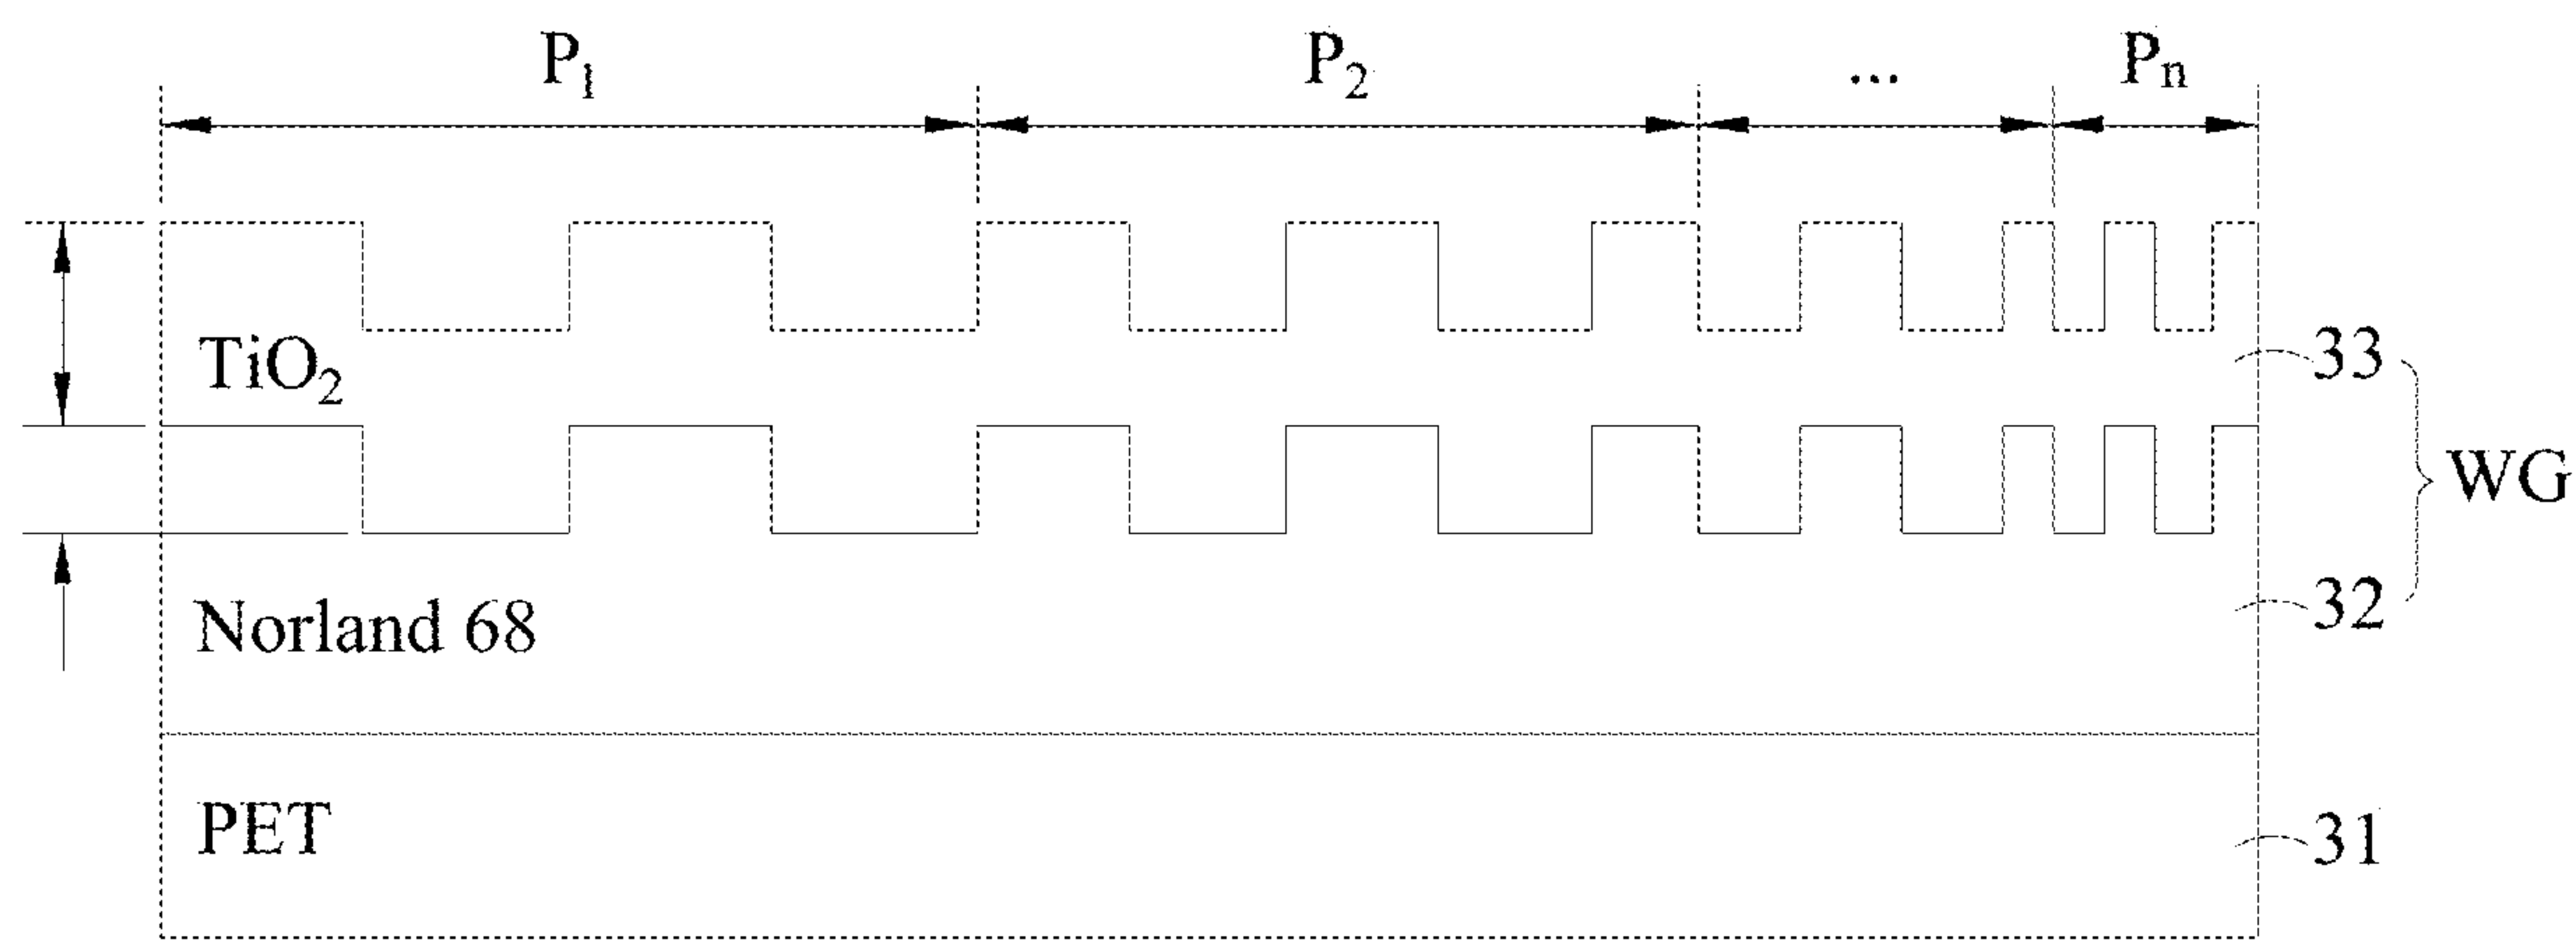 P₁ P₂ ... Pₙ
TiO₂ 33
WG
Norland 68 32
PET 31